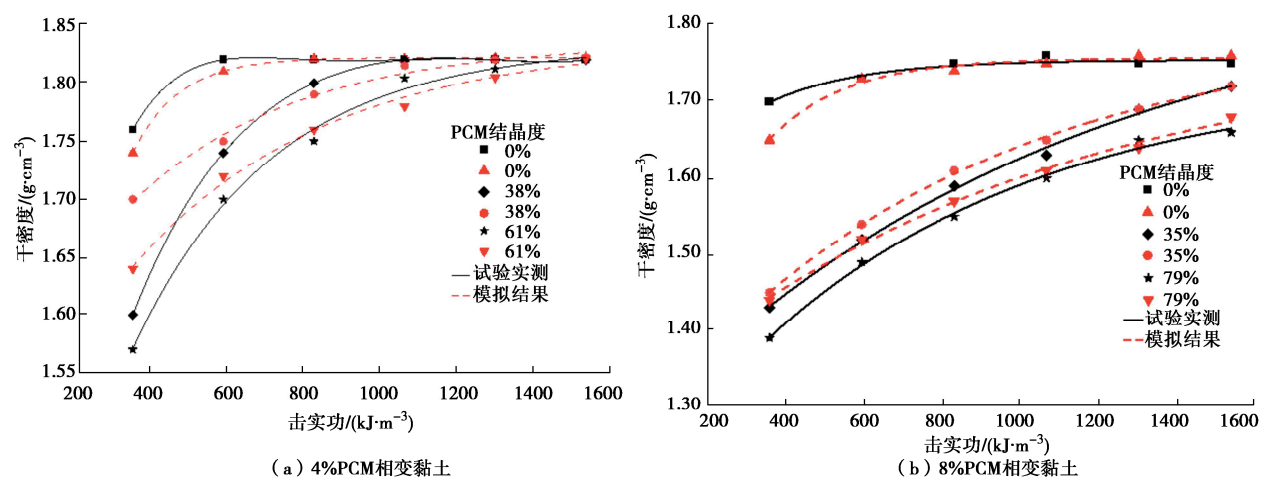 1.85
1.80
1.75
1.70
1.65
1.60
1.55
干密度/(g·cm⁻³)
200 400 600 800 1000 1200 1400 1600
击实功/(kJ·m⁻³)
PCM结晶度
0%
0%
38%
38%
61%
61%
试验实测
模拟结果
（a）4%PCM相变黏土
1.80
1.70
1.60
1.50
1.40
1.30
干密度/(g·cm⁻³)
200 400 600 800 1000 1200 1400 1600
击实功/(kJ·m⁻³)
PCM结晶度
0%
0%
35%
35%
79%
79%
试验实测
模拟结果
（b）8%PCM相变黏土